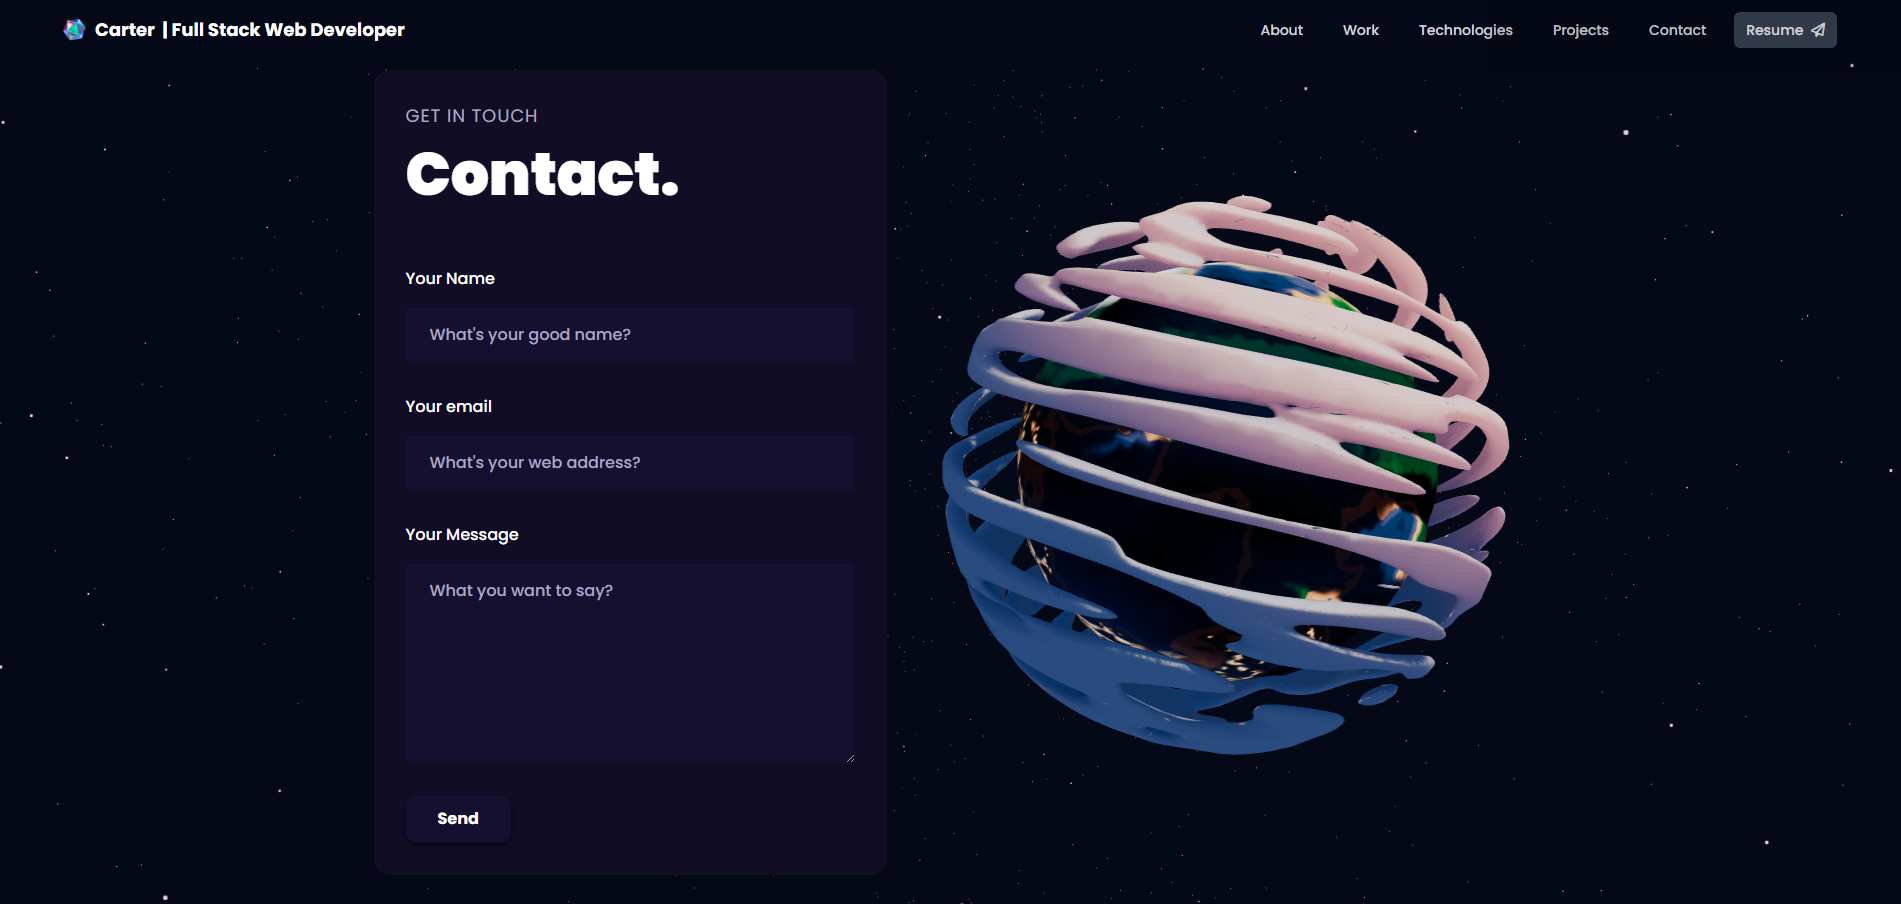 Carter | Full Stack Web Developer
About
Work
Technologies
Projects
Contact
Resume
GET IN TOUCH
Contact.
Your Name
What's your good name?
Your email
What's your web address?
Your Message
What you want to say?
Send